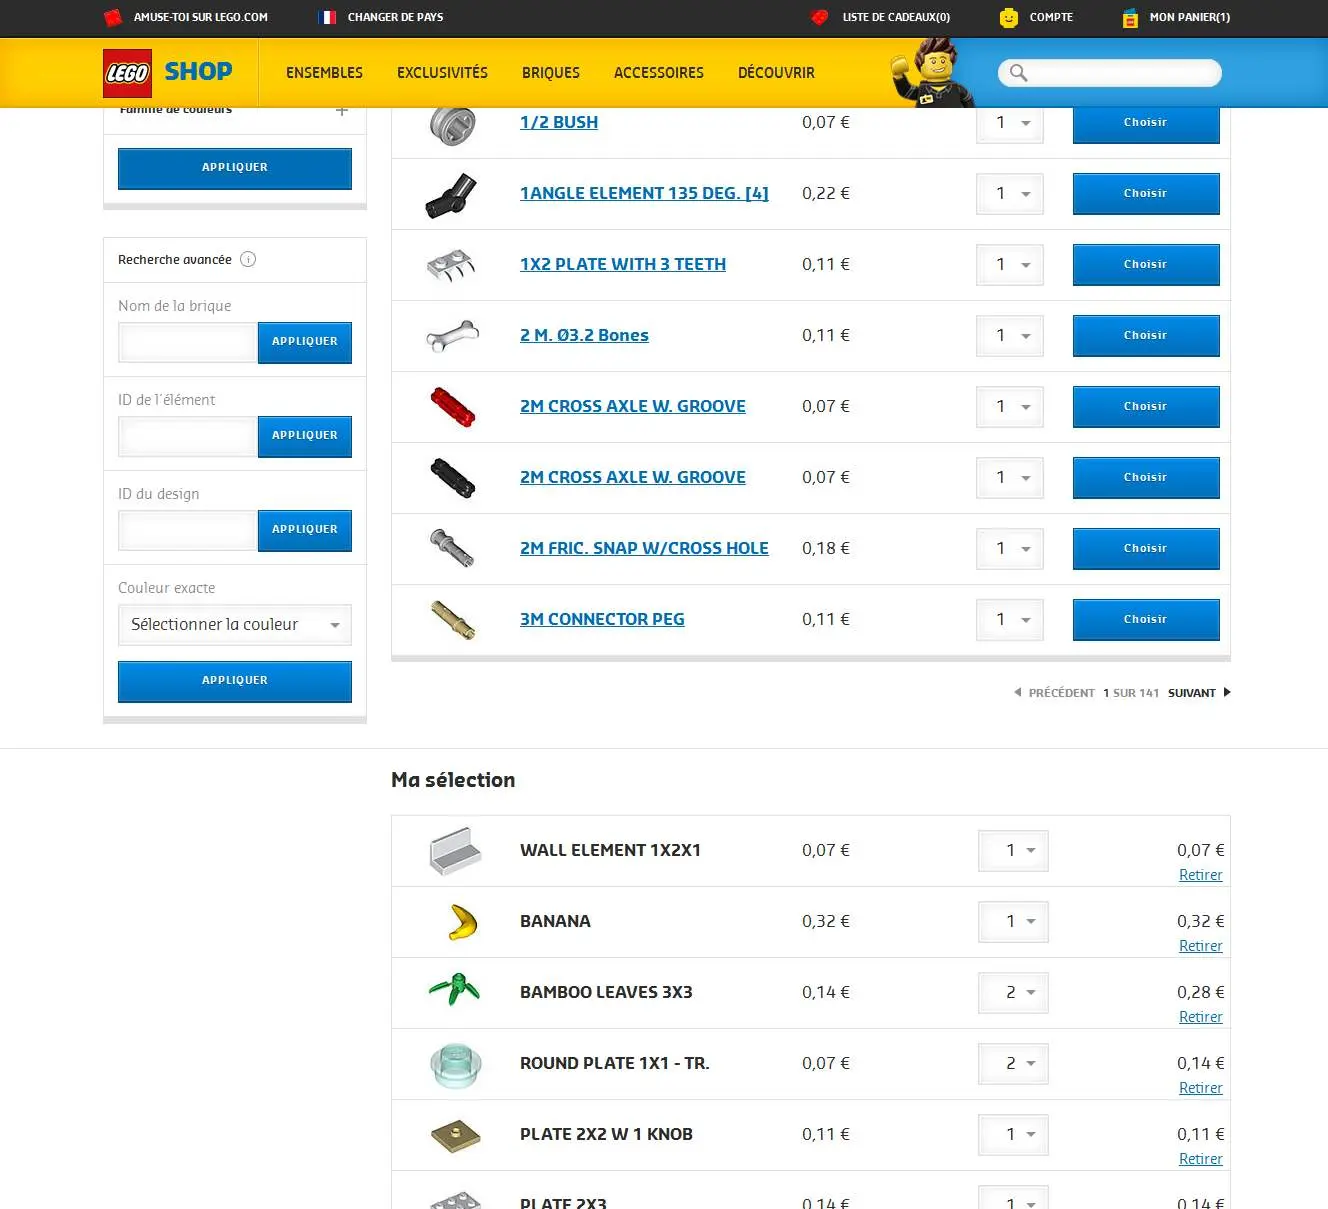 AMUSE-TOI SUR LEGO.COM
CHANGER DE PAYS
LISTE DE CADEAUX(0)
COMPTE
MON PANIER(1)
LEGO SHOP
ENSEMBLES
EXCLUSIVITÉS
BRIQUES
ACCESSOIRES
DÉCOUVRIR
Famille de couleurs +
APPLIQUER
Recherche avancée i
Nom de la brique
APPLIQUER
ID de l'élément
APPLIQUER
ID du design
APPLIQUER
Couleur exacte
Sélectionner la couleur
APPLIQUER
1/2 BUSH 0,07 € 1 Choisir
1ANGLE ELEMENT 135 DEG. [4] 0,22 € 1 Choisir
1X2 PLATE WITH 3 TEETH 0,11 € 1 Choisir
2 M. Ø3.2 Bones 0,11 € 1 Choisir
2M CROSS AXLE W. GROOVE 0,07 € 1 Choisir
2M CROSS AXLE W. GROOVE 0,07 € 1 Choisir
2M FRIC. SNAP W/CROSS HOLE 0,18 € 1 Choisir
3M CONNECTOR PEG 0,11 € 1 Choisir
PRÉCÉDENT 1 SUR 141 SUIVANT
Ma sélection
WALL ELEMENT 1X2X1 0,07 € 1 0,07 €
Retirer
BANANA 0,32 € 1 0,32 €
Retirer
BAMBOO LEAVES 3X3 0,14 € 2 0,28 €
Retirer
ROUND PLATE 1X1 - TR. 0,07 € 2 0,14 €
Retirer
PLATE 2X2 W 1 KNOB 0,11 € 1 0,11 €
Retirer
PLATE 2X3 0,14 € 1 0,14 €